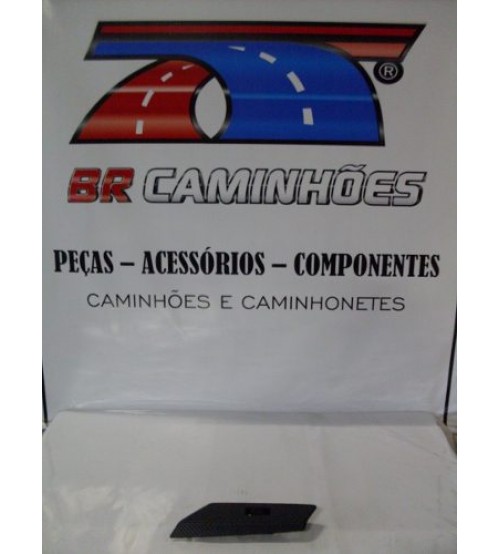 ®
BR CAMINHÕES
PEÇAS – ACESSÓRIOS – COMPONENTES
CAMINHÕES E CAMINHONETES